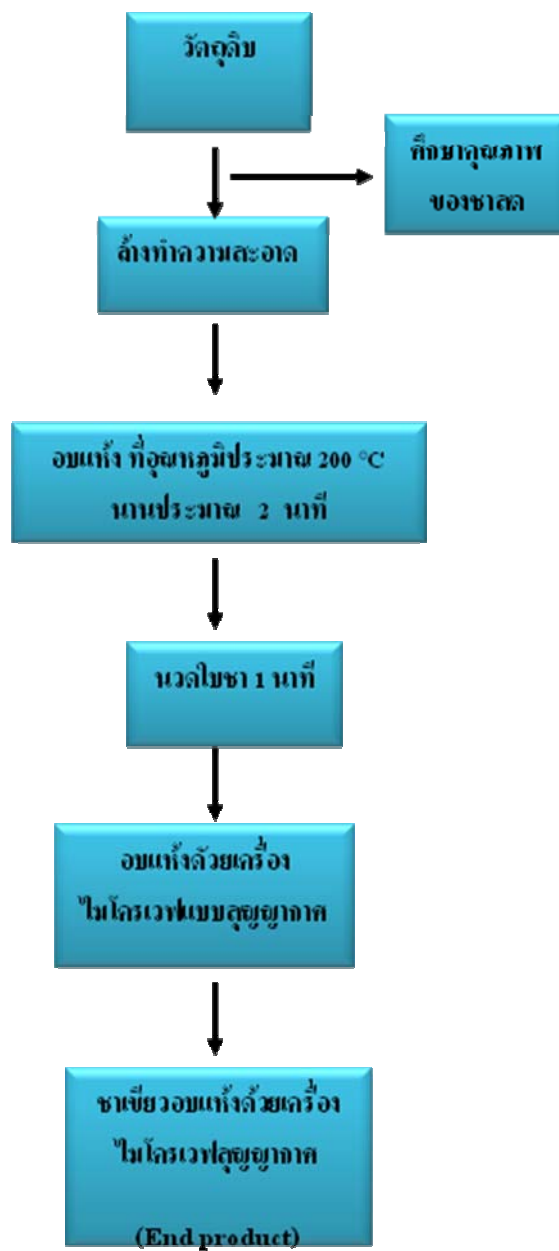 วัตถุดิบ
ศึกษาคุณภาพ
ของชาสด
ล้างทำความสะอาด
อบแห้ง ที่อุณหภูมิประมาณ 200 °C
นานประมาณ 2 นาที
นวดใบชา 1 นาที
อบแห้งด้วยเครื่อง
ไมโครเวฟแบบสุญญากาศ
ชาเขียวอบแห้งด้วยเครื่อง
ไมโครเวฟสุญญากาศ
(End product)